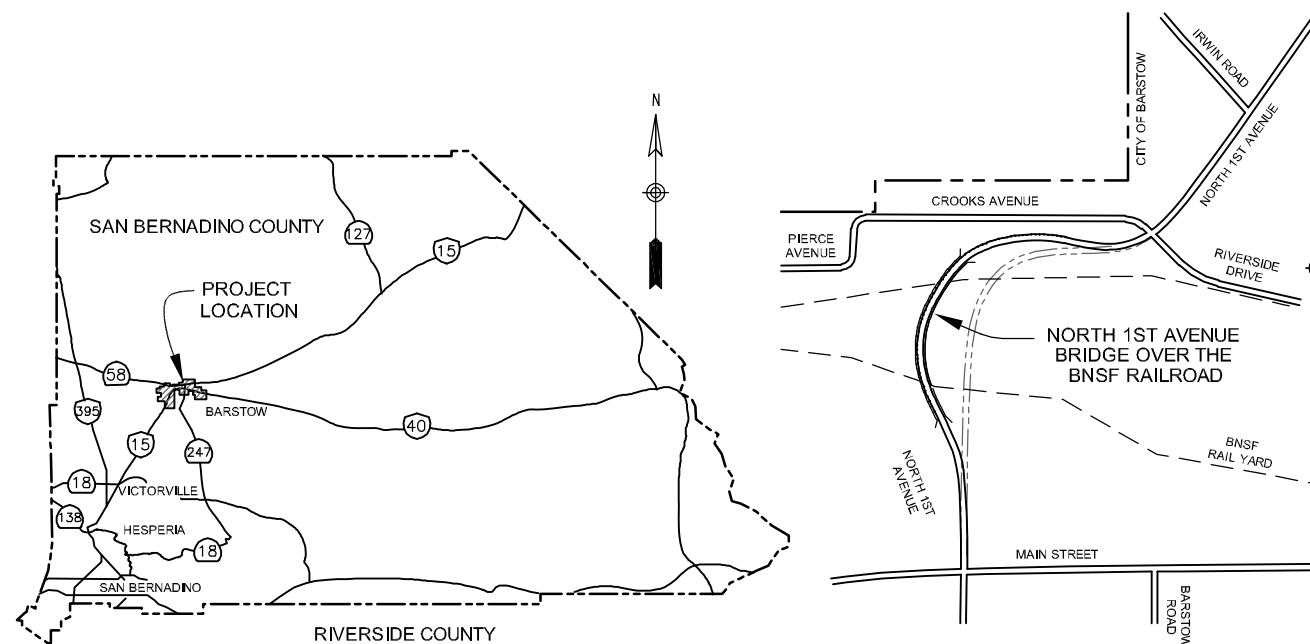 N
SAN BERNADINO COUNTY
127
15
PROJECT
LOCATION
58
395
BARSTOW
15
247
40
18
VICTORVILLE
138
HESPERIA
18
SAN BERNADINO
RIVERSIDE COUNTY
IRWIN ROAD
CITY OF BARSTOW
NORTH 1ST AVENUE
CROOKS AVENUE
PIERCE
AVENUE
RIVERSIDE
DRIVE
NORTH 1ST AVENUE
BRIDGE OVER THE
BNSF RAILROAD
BNSF
RAIL YARD
NORTH 1ST
AVENUE
MAIN STREET
BARSTOW
ROAD